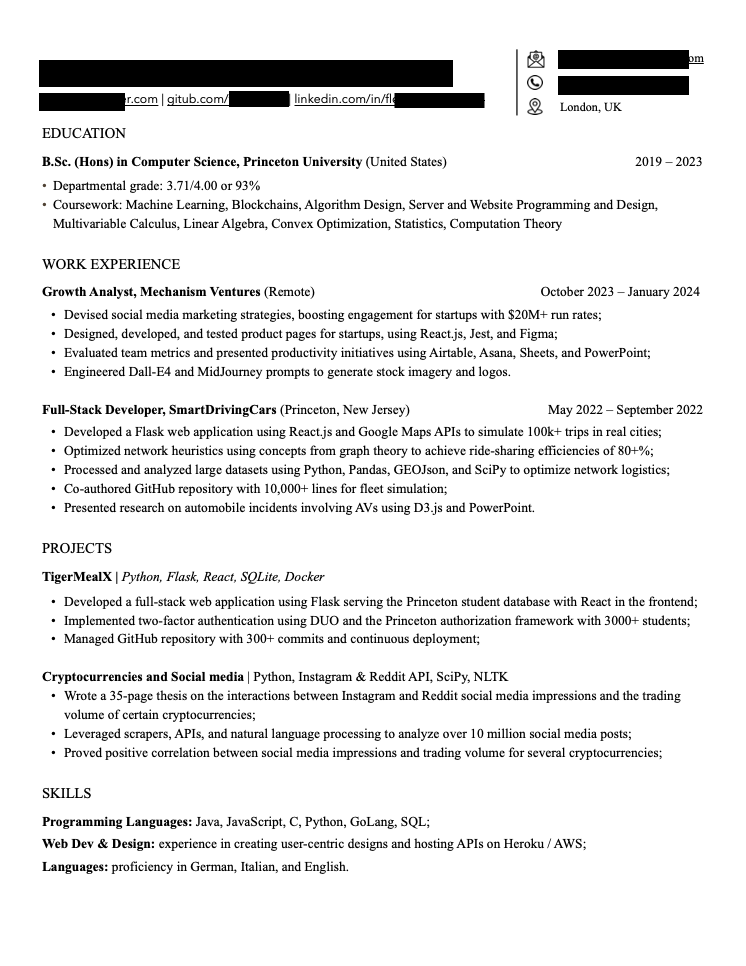 om
r.com | gitub.com/ | linkedin.com/in/fle
London, UK
EDUCATION
B.Sc. (Hons) in Computer Science, Princeton University (United States) 2019 – 2023
• Departmental grade: 3.71/4.00 or 93%
• Coursework: Machine Learning, Blockchains, Algorithm Design, Server and Website Programming and Design,
Multivariable Calculus, Linear Algebra, Convex Optimization, Statistics, Computation Theory
WORK EXPERIENCE
Growth Analyst, Mechanism Ventures (Remote) October 2023 – January 2024
• Devised social media marketing strategies, boosting engagement for startups with $20M+ run rates;
• Designed, developed, and tested product pages for startups, using React.js, Jest, and Figma;
• Evaluated team metrics and presented productivity initiatives using Airtable, Asana, Sheets, and PowerPoint;
• Engineered Dall-E4 and MidJourney prompts to generate stock imagery and logos.
Full-Stack Developer, SmartDrivingCars (Princeton, New Jersey) May 2022 – September 2022
• Developed a Flask web application using React.js and Google Maps APIs to simulate 100k+ trips in real cities;
• Optimized network heuristics using concepts from graph theory to achieve ride-sharing efficiencies of 80+%;
• Processed and analyzed large datasets using Python, Pandas, GEOJson, and SciPy to optimize network logistics;
• Co-authored GitHub repository with 10,000+ lines for fleet simulation;
• Presented research on automobile incidents involving AVs using D3.js and PowerPoint.
PROJECTS
TigerMealX | Python, Flask, React, SQLite, Docker
• Developed a full-stack web application using Flask serving the Princeton student database with React in the frontend;
• Implemented two-factor authentication using DUO and the Princeton authorization framework with 3000+ students;
• Managed GitHub repository with 300+ commits and continuous deployment;
Cryptocurrencies and Social media | Python, Instagram & Reddit API, SciPy, NLTK
• Wrote a 35-page thesis on the interactions between Instagram and Reddit social media impressions and the trading
volume of certain cryptocurrencies;
• Leveraged scrapers, APIs, and natural language processing to analyze over 10 million social media posts;
• Proved positive correlation between social media impressions and trading volume for several cryptocurrencies;
SKILLS
Programming Languages: Java, JavaScript, C, Python, GoLang, SQL;
Web Dev & Design: experience in creating user-centric designs and hosting APIs on Heroku / AWS;
Languages: proficiency in German, Italian, and English.